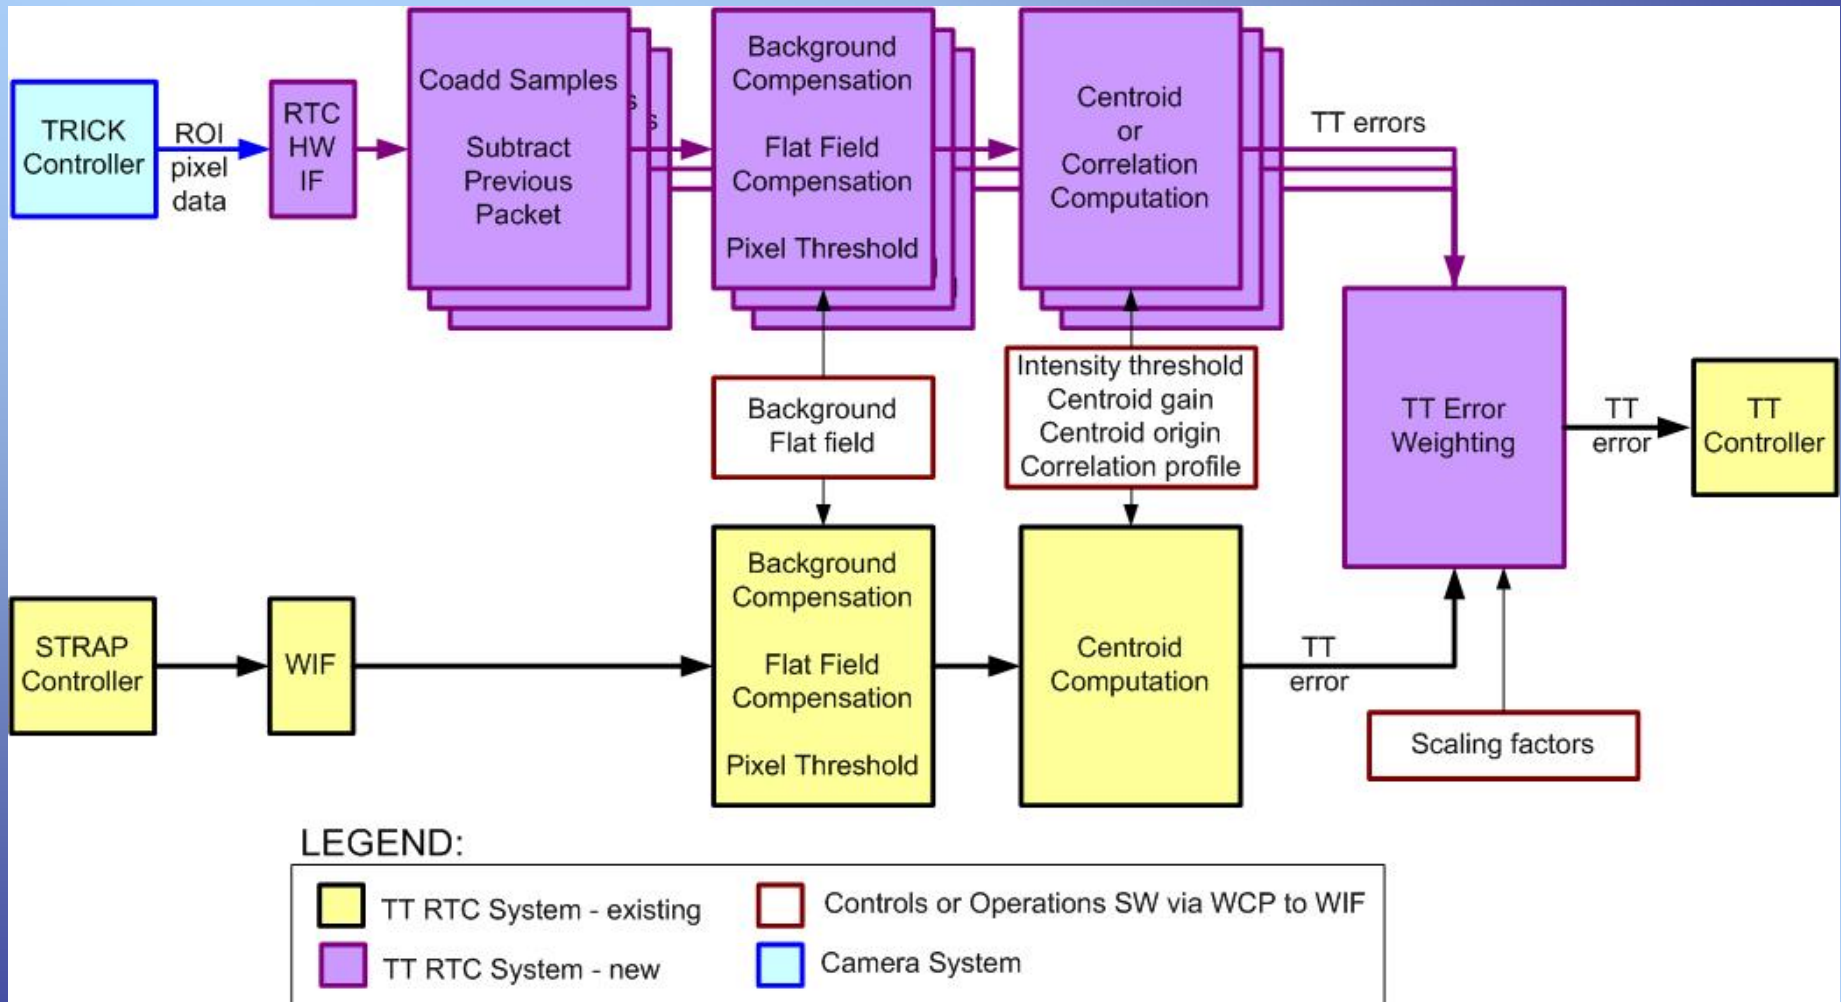 TRICK
Controller
ROI
pixel
data
RTC
HW
IF
Coadd Samples
Subtract
Previous
Packet
s
s
Background
Compensation
Flat Field
Compensation
Pixel Threshold
Centroid
or
Correlation
Computation
TT errors
Background
Flat field
Intensity threshold
Centroid gain
Centroid origin
Correlation profile
TT Error
Weighting
TT
error
TT
Controller
STRAP
Controller
WIF
Background
Compensation
Flat Field
Compensation
Pixel Threshold
Centroid
Computation
TT
error
Scaling factors
LEGEND:
TT RTC System - existing
Controls or Operations SW via WCP to WIF
TT RTC System - new
Camera System